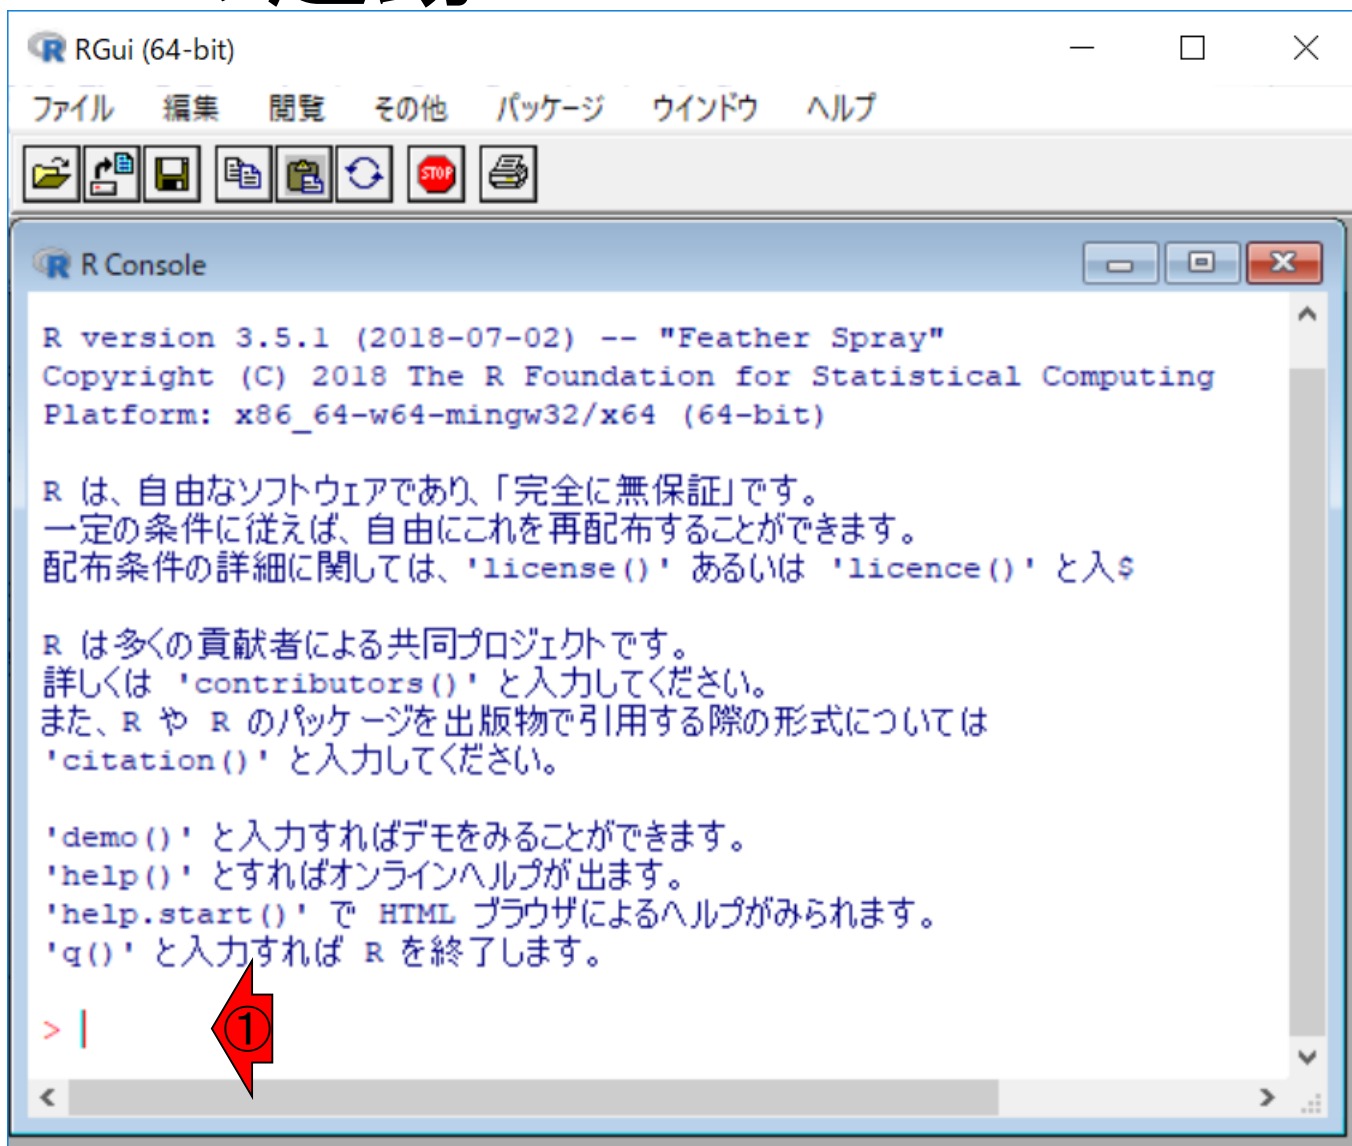 RGui (64-bit)
ファイル 編集 閲覧 その他 パッケージ ウインドウ ヘルプ
STOP
R Console
R version 3.5.1 (2018-07-02) -- "Feather Spray"
Copyright (C) 2018 The R Foundation for Statistical Computing
Platform: x86_64-w64-mingw32/x64 (64-bit)
R は、自由なソフトウェアであり、「完全に無保証」です。
一定の条件に従えば、自由にこれを再配布することができます。
配布条件の詳細に関しては、'license()' あるいは 'licence()' と入$
R は多くの貢献者による共同プロジェクトです。
詳しくは 'contributors()' と入力してください。
また、R や R のパッケージを出版物で引用する際の形式については
'citation()' と入力してください。
'demo()' と入力すればデモをみることができます。
'help()' とすればオンラインヘルプが出ます。
'help.start()' で HTML ブラウザによるヘルプがみられます。
'q()' と入力すれば R を終了します。
> 
①